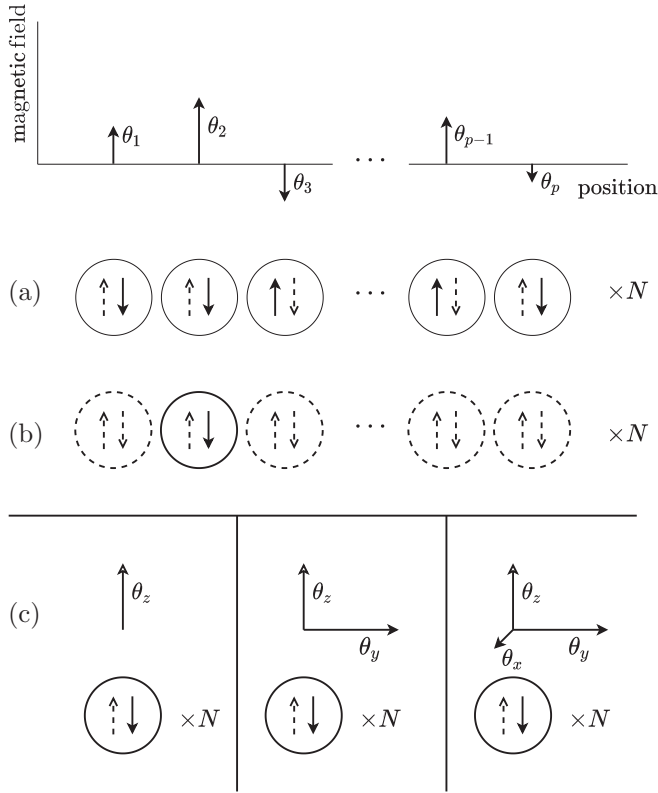 magnetic field
θ₁
θ₂
θ₃
...
θₚ₋₁
θₚ
position
(a) ... ×N
(b) ... ×N
(c)
θz
θz
θy
θz
θx
θy
×N
×N
×N